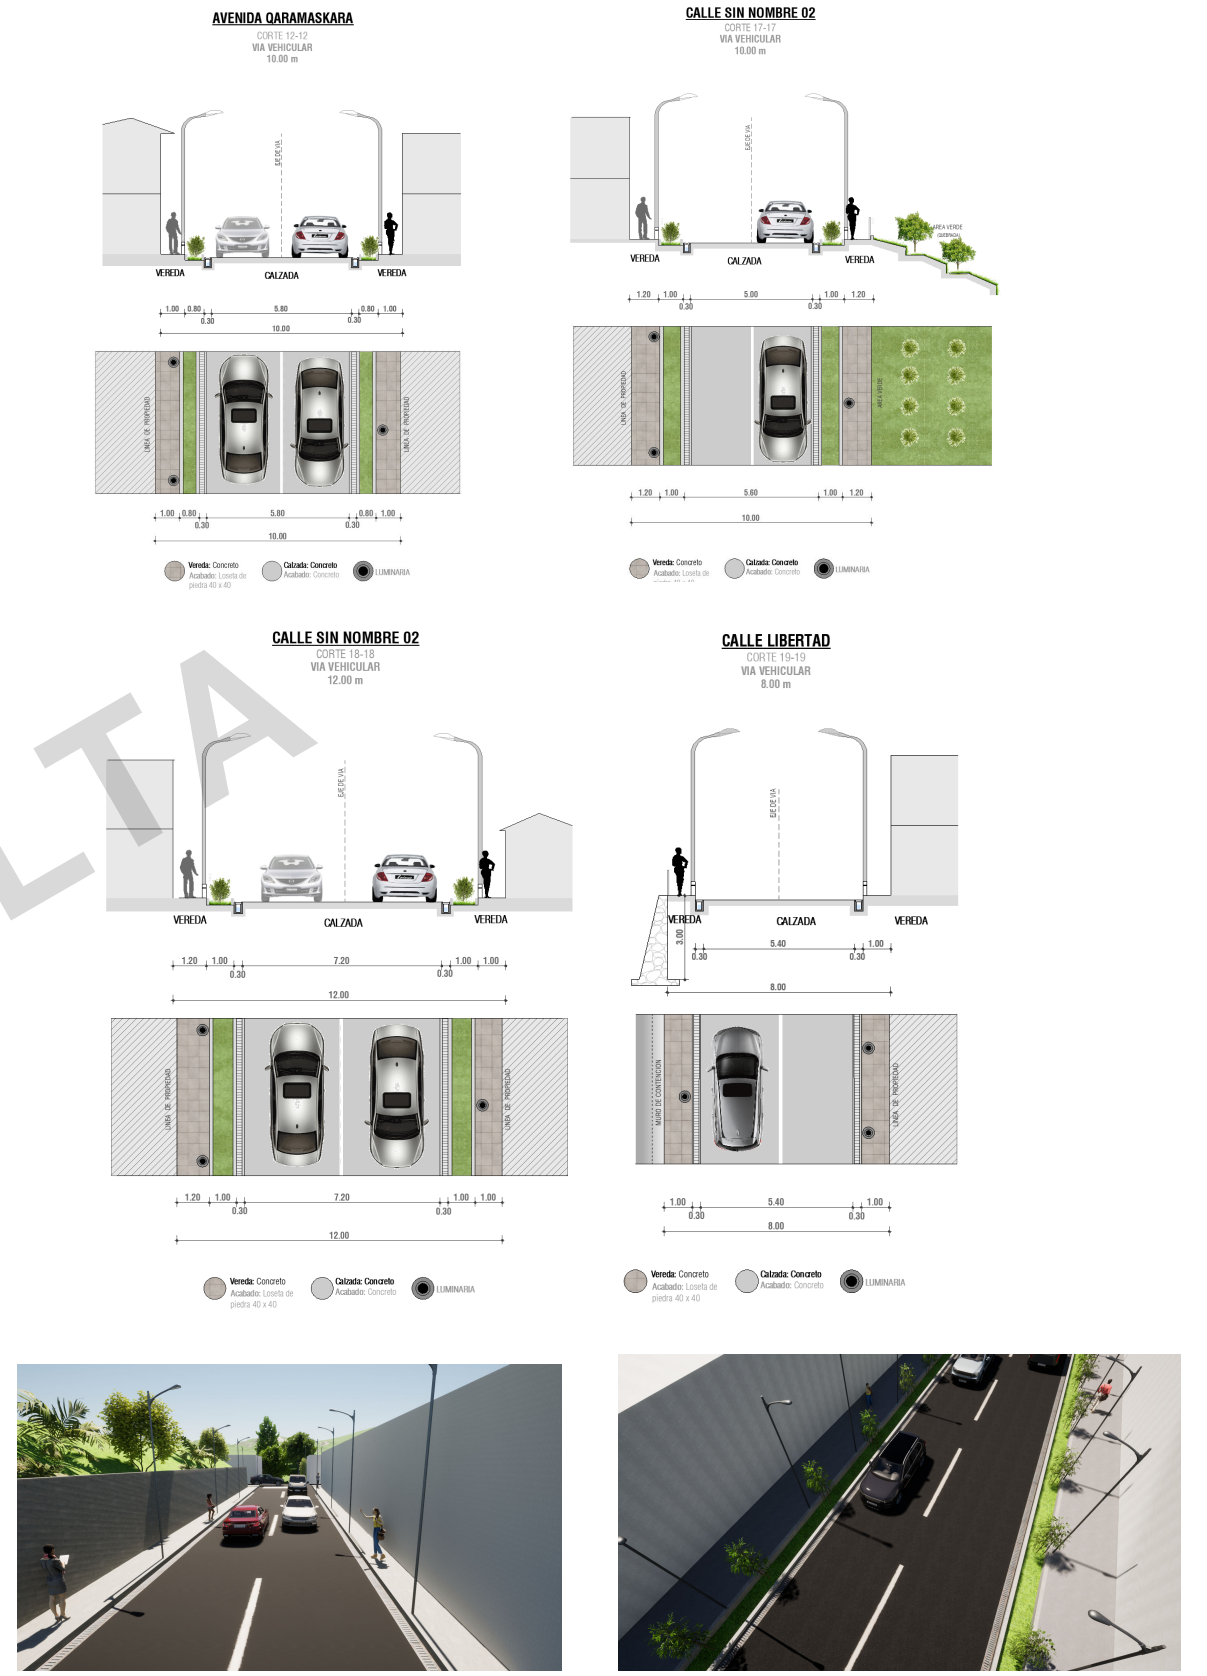 AVENIDA QARAMASKARA
CORTE 12-12
VIA VEHICULAR
10.00 m
EJE DE VIA
VEREDA
CALZADA
VEREDA
1.00
0.80
0.30
5.80
0.30
0.80
1.00
10.00
LINEA DE PROPIEDAD
LINEA DE PROPIEDAD
1.00
0.80
0.30
5.80
0.30
0.80
1.00
10.00
Vereda: Concreto
Acabado: Loseta de
piedra 40 x 40
Calzada: Concreto
Acabado: Concreto
LUMINARIA
CALLE SIN NOMBRE 02
CORTE 17-17
VIA VEHICULAR
10.00 m
EJE DE VIA
AREA VERDE
(QUEBRADA)
VEREDA
CALZADA
VEREDA
1.20
1.00
0.30
5.00
0.30
1.00
1.20
LINEA DE PROPIEDAD
AREA VERDE
1.20
1.00
5.60
1.00
1.20
10.00
Vereda: Concreto
Acabado: Loseta de
piedra 40 x 40
Calzada: Concreto
Acabado: Concreto
LUMINARIA
LTA
CALLE SIN NOMBRE 02
CORTE 18-18
VIA VEHICULAR
12.00 m
EJE DE VIA
VEREDA
CALZADA
VEREDA
1.20
1.00
0.30
7.20
0.30
1.00
1.00
12.00
LINEA DE PROPIEDAD
LINEA DE PROPIEDAD
1.20
1.00
0.30
7.20
0.30
1.00
1.00
12.00
Vereda: Concreto
Acabado: Loseta de
piedra 40 x 40
Calzada: Concreto
Acabado: Concreto
LUMINARIA
CALLE LIBERTAD
CORTE 19-19
VIA VEHICULAR
8.00 m
EJE DE VIA
VEREDA
CALZADA
VEREDA
3.00
0.30
5.40
0.30
1.00
8.00
MURO DE CONTENCION
LINEA DE PROPIEDAD
1.00
0.30
5.40
0.30
1.00
8.00
Vereda: Concreto
Acabado: Loseta de
piedra 40 x 40
Calzada: Concreto
Acabado: Concreto
LUMINARIA